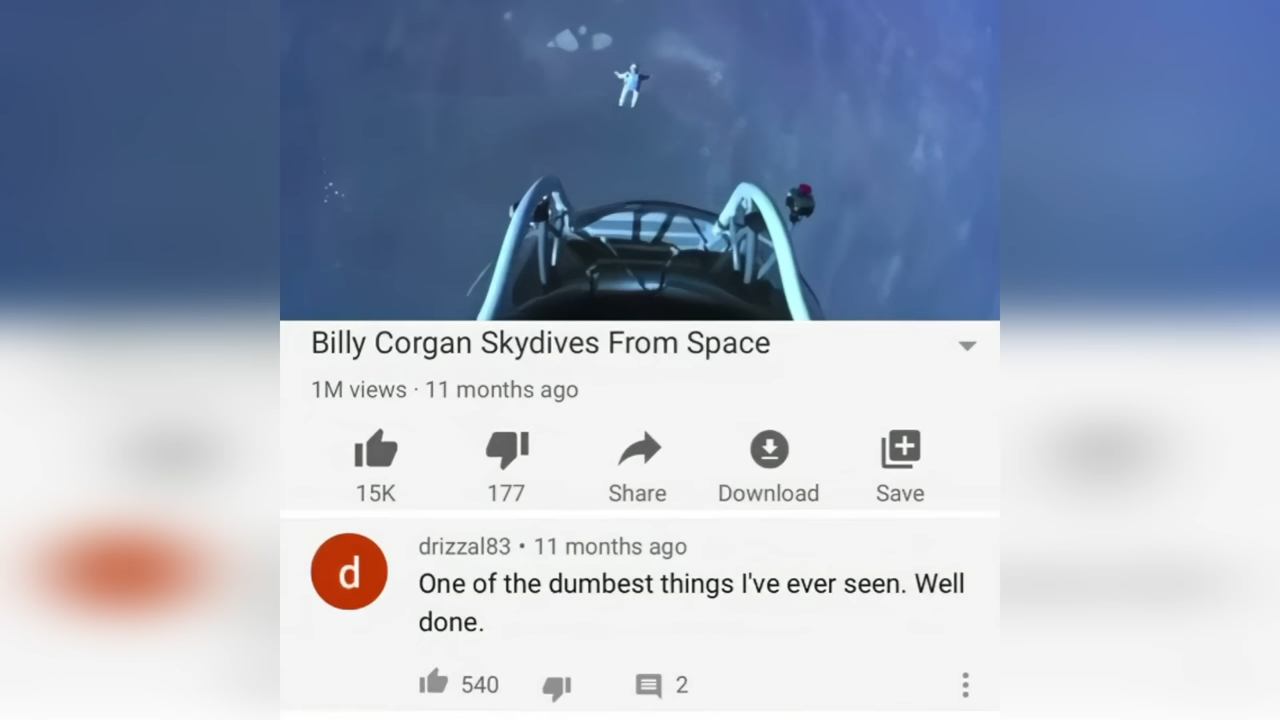 Billy Corgan Skydives From Space
1M views · 11 months ago
15K
177
Share
Download
Save
d
drizzal83 • 11 months ago
One of the dumbest things I've ever seen. Well
done.
540
2